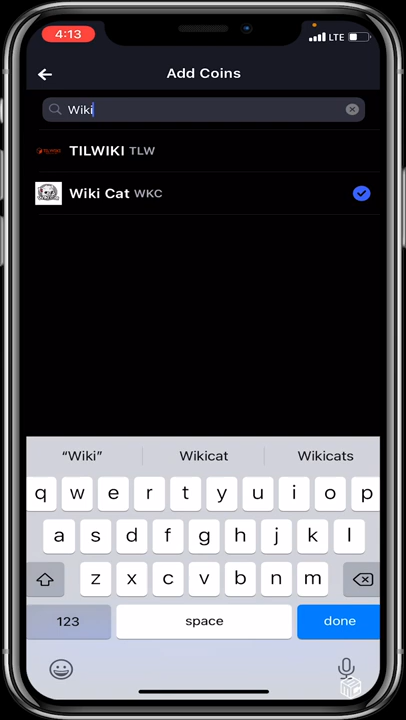 4:13
LTE
Add Coins
Wiki
TILWIKI TLW
Wiki Cat WKC
“Wiki” Wikicat Wikicats
q w e r t y u i o p
a s d f g h j k l
z x c v b n m
123 space done